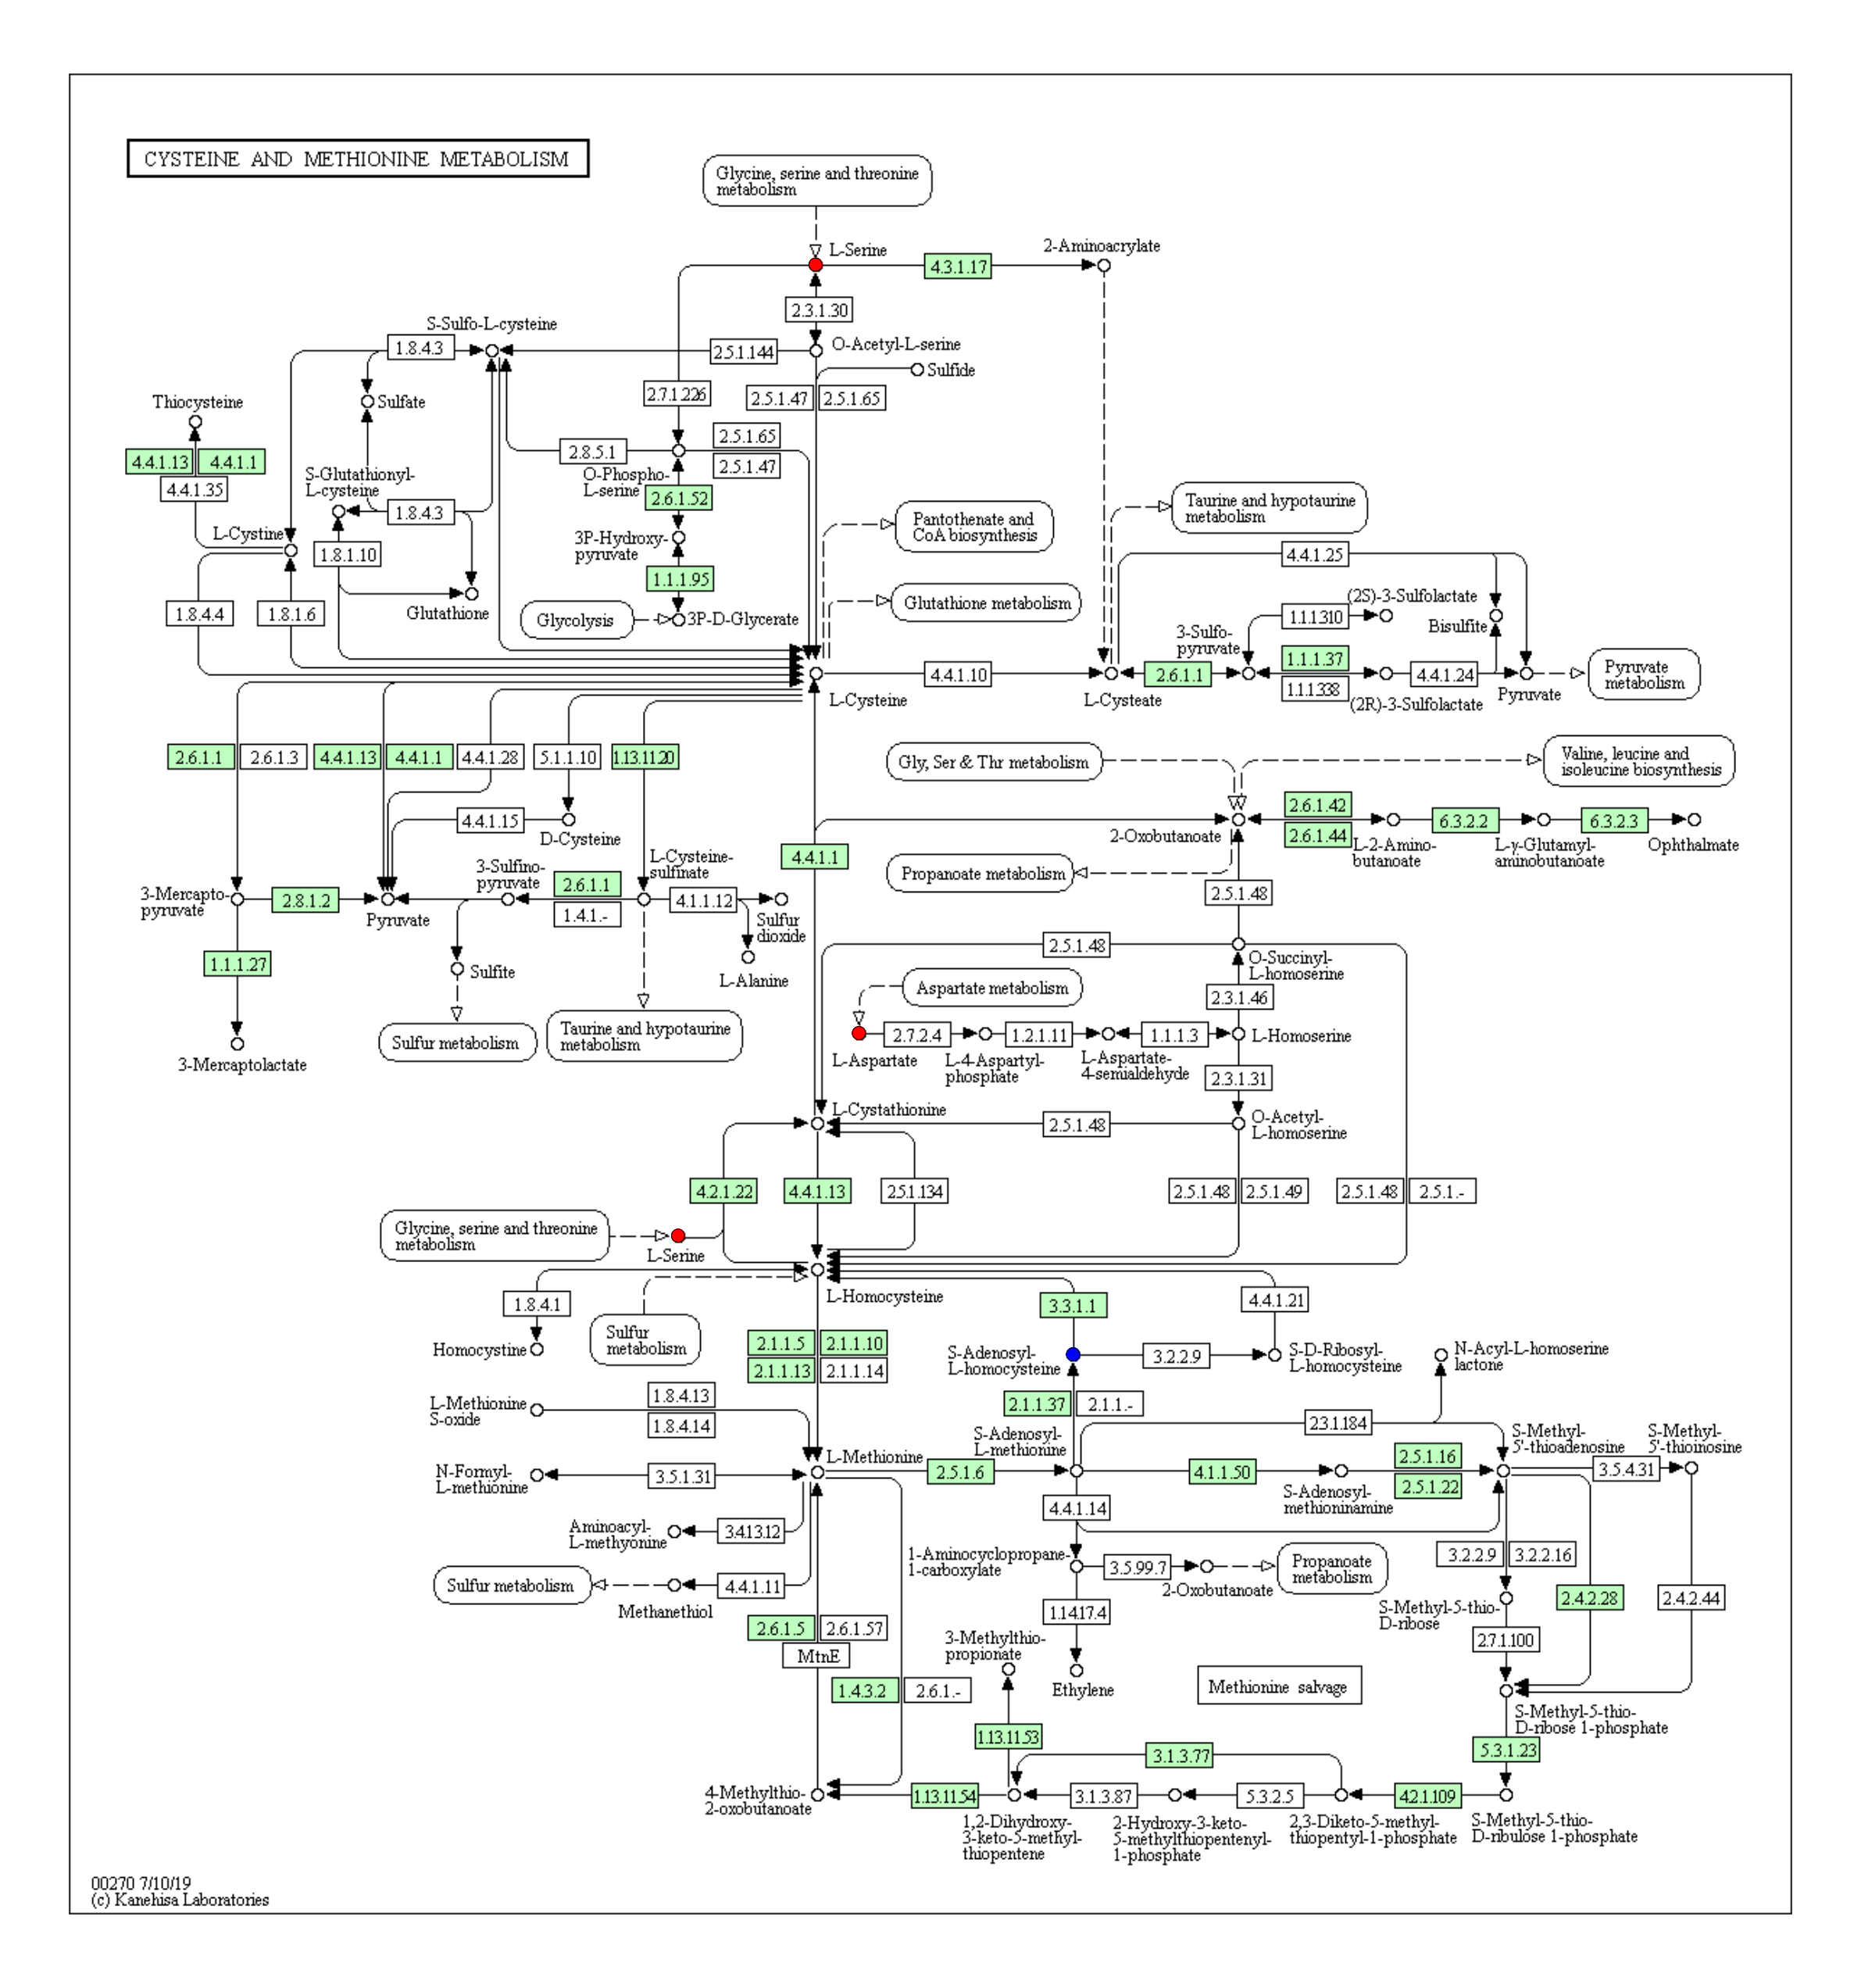 CYSTEINE AND METHIONINE METABOLISM
Glycine, serine and threonine
metabolism
L-Serine
4.3.1.17
2-Aminoacrylate
2.3.1.30
S-Sulfo-L-cysteine
1.8.4.3
2.5.1.144
O-Acetyl-L-serine
Sulfide
Thiocysteine
Sulfate
2.7.1.226
2.5.1.47
2.5.1.65
4.4.1.13
4.4.1.1
4.4.1.35
2.8.5.1
2.5.1.65
2.5.1.47
S-Glutathionyl-
L-cysteine
O-Phospho-
L-serine
2.6.1.52
1.8.4.3
Pantothenate and
CoA biosynthesis
Taurine and hypotaurine
metabolism
L-Cystine
1.8.1.10
3P-Hydroxy-
pyruvate
4.4.1.25
1.1.1.95
1.8.4.4
1.8.1.6
Glutathione
Glycolysis
3P-D-Glycerate
Glutathione metabolism
(2S)-3-Sulfolactate
1.1.1.310
Bisulfite
3-Sulfo-
pyruvate
4.4.1.10
2.6.1.1
1.1.1.37
1.1.1.338
4.4.1.24
Pyruvate
metabolism
L-Cysteine
L-Cysteate
(2R)-3-Sulfolactate
Pyruvate
2.6.1.1
2.6.1.3
4.4.1.13
4.4.1.1
4.4.1.28
5.1.1.10
1.13.11.20
Gly, Ser & Thr metabolism
Valine, leucine and
isoleucine biosynthesis
4.4.1.15
D-Cysteine
2-Oxobutanoate
2.6.1.42
2.6.1.44
6.3.2.2
6.3.2.3
L-2-Amino-
butanoate
L-γ-Glutamyl-
aminobutanoate
Ophthalmate
4.4.1.1
3-Sulfino-
pyruvate
L-Cysteine-
sulfinate
Propanoate metabolism
3-Mercapto-
pyruvate
2.8.1.2
Pyruvate
2.6.1.1
1.4.1.-
4.1.1.12
Sulfur
dioxide
2.5.1.48
1.1.1.27
Sulfite
L-Alanine
2.5.1.48
O-Succinyl-
L-homoserine
Aspartate metabolism
2.3.1.46
3-Mercaptolactate
Sulfur metabolism
Taurine and hypotaurine
metabolism
2.7.2.4
1.2.1.11
1.1.1.3
L-Homoserine
L-Aspartate
L-4-Aspartyl-
phosphate
L-Aspartate-
4-semialdehyde
2.3.1.31
L-Cystathionine
2.5.1.48
O-Acetyl-
L-homoserine
4.2.1.22
4.4.1.13
2.5.1.134
2.5.1.48
2.5.1.49
2.5.1.48
2.5.1.-
Glycine, serine and threonine
metabolism
L-Serine
L-Homocysteine
1.8.4.1
Sulfur
metabolism
3.3.1.1
4.4.1.21
Homocystine
2.1.1.5
2.1.1.10
2.1.1.13
2.1.1.14
S-Adenosyl-
L-homocysteine
3.2.2.9
S-D-Ribosyl-
L-homocysteine
N-Acyl-L-homoserine
lactone
L-Methionine
S-oxide
1.8.4.13
1.8.4.14
2.1.1.37
2.1.1.-
2.3.1.184
S-Adenosyl-
L-methionine
S-Methyl-
5'-thioadenosine
S-Methyl-
5'-thioinosine
N-Formyl-
L-methionine
3.5.1.31
L-Methionine
2.5.1.6
4.1.1.50
2.5.1.16
2.5.1.22
3.5.4.31
S-Adenosyl-
methioninamine
4.4.1.14
Aminoacyl-
L-methyonine
3.4.13.12
1-Aminocyclopropane-
1-carboxylate
3.5.99.7
2-Oxobutanoate
Propanoate
metabolism
3.2.2.9
3.2.2.16
Sulfur metabolism
4.4.1.11
Methanethiol
1.14.17.4
S-Methyl-5-thio-
D-ribose
2.4.2.28
2.4.2.44
2.6.1.5
2.6.1.57
MtnE
3-Methylthio-
propionate
2.7.1.100
1.4.3.2
2.6.1.-
Ethylene
Methionine salvage
S-Methyl-5-thio-
D-ribose 1-phosphate
1.13.11.53
3.1.3.77
5.3.1.23
4-Methylthio-
2-oxobutanoate
1.13.11.54
3.1.3.87
5.3.2.5
4.2.1.109
1,2-Dihydroxy-
3-keto-5-methyl-
thiopentene
2-Hydroxy-3-keto-
5-methylthiopentenyl-
1-phosphate
2,3-Diketo-5-methyl-
thiopentyl-1-phosphate
S-Methyl-5-thio-
D-ribulose 1-phosphate
00270 7/10/19
(c) Kanehisa Laboratories